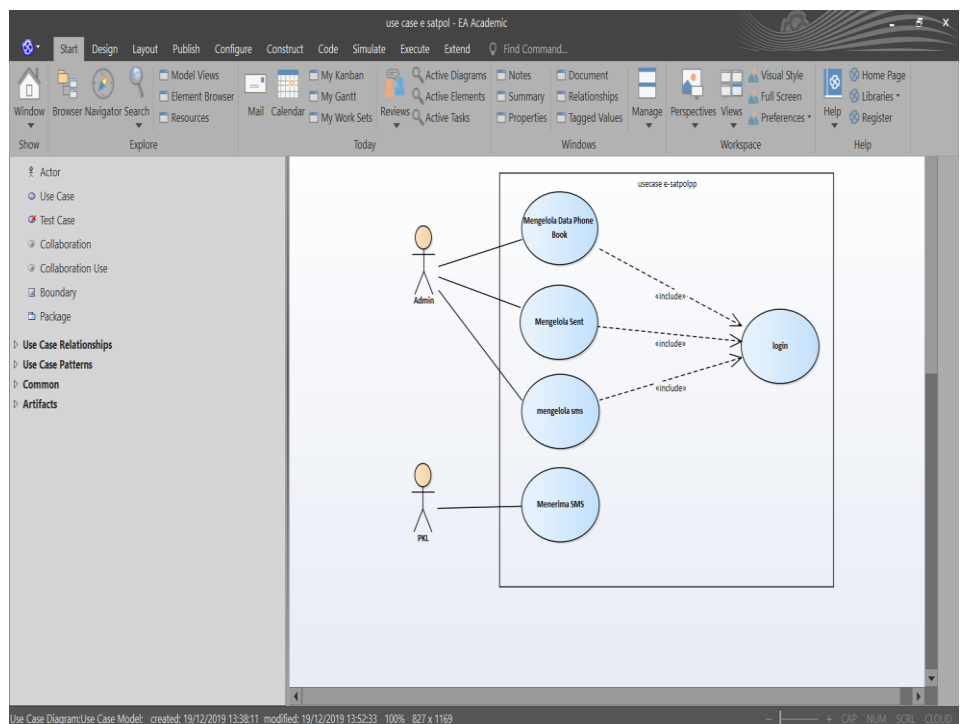 use case e satpol - EA Academic
Start Design Layout Publish Configure Construct Code Simulate Execute Extend Find Command...
Window
Show
Browser Navigator Search
Model Views
Element Browser
Resources
Explore
Mail Calendar
My Kanban
My Gantt
My Work Sets
Reviews
Active Diagrams
Active Elements
Active Tasks
Today
Notes
Summary
Properties
Document
Relationships
Tagged Values
Manage
Windows
Perspectives Views
Visual Style
Full Screen
Preferences
Workspace
Help
Home Page
Libraries
Register
Help
Actor
Use Case
Test Case
Collaboration
Collaboration Use
Boundary
Package
Use Case Relationships
Use Case Patterns
Common
Artifacts
usecase e-satpolpp
Mengelola Data Phone
Book
Admin
«include»
Mengelola Sent
«include»
login
«include»
mengelola sms
Menerima SMS
PKL
Use Case Diagram:Use Case Model: created: 19/12/2019 13:38:11 modified: 19/12/2019 13:52:33 100% 827 x 1169
CAP NUM SCRL CLOUD